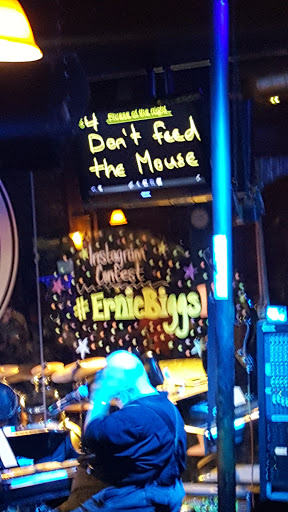 #4 Phrase of the night
Don't feed
the Mouse
Instagram
Contest
#ErnieBiggs